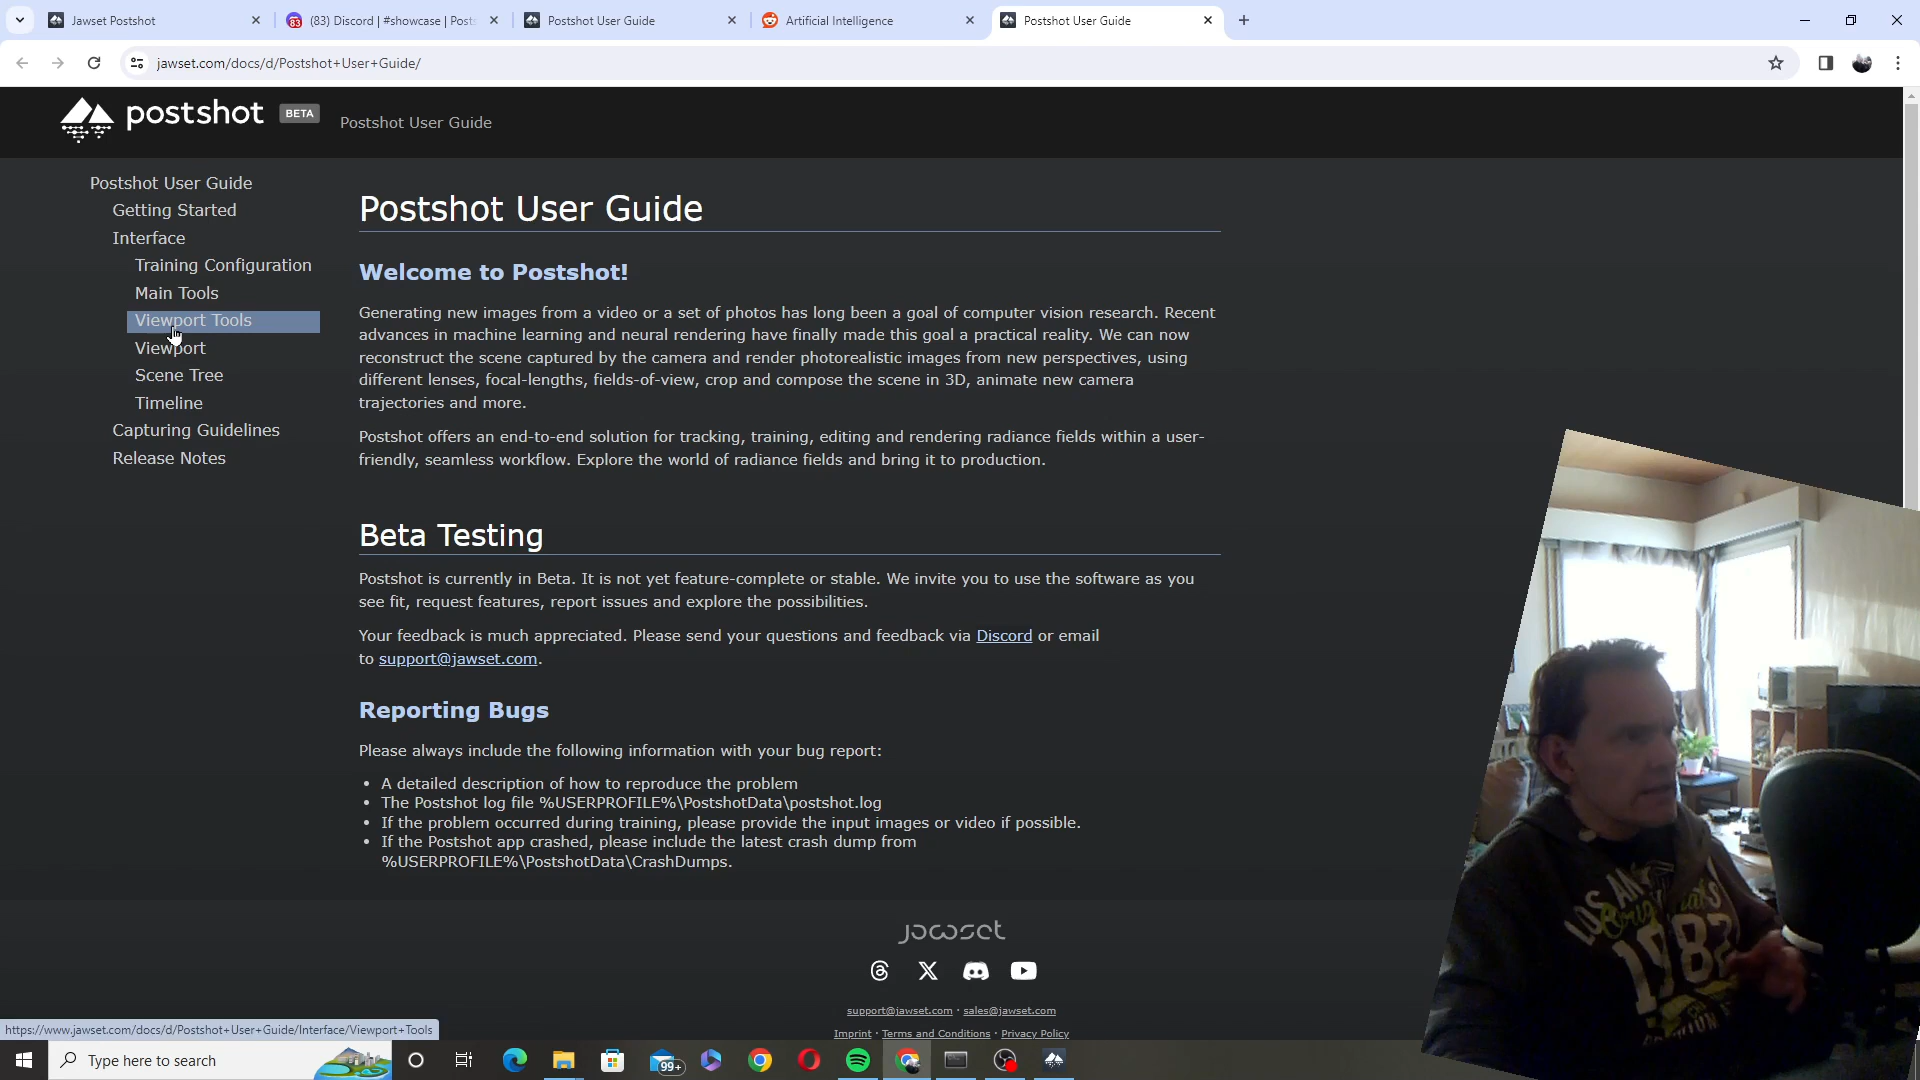 Jawset Postshot
(83) Discord | #showcase | Posts
Postshot User Guide
Artificial Intelligence
Postshot User Guide
jawset.com/docs/d/Postshot+User+Guide/
postshot BETA
Postshot User Guide
Postshot User Guide
Getting Started
Interface
Training Configuration
Main Tools
Viewport Tools
Viewport
Scene Tree
Timeline
Capturing Guidelines
Release Notes
Postshot User Guide
Welcome to Postshot!
Generating new images from a video or a set of photos has long been a goal of computer vision research. Recent
advances in machine learning and neural rendering have finally made this goal a practical reality. We can now
reconstruct the scene captured by the camera and render photorealistic images from new perspectives, using
different lenses, focal-lengths, fields-of-view, crop and compose the scene in 3D, animate new camera
trajectories and more.
Postshot offers an end-to-end solution for tracking, training, editing and rendering radiance fields within a user-
friendly, seamless workflow. Explore the world of radiance fields and bring it to production.
Beta Testing
Postshot is currently in Beta. It is not yet feature-complete or stable. We invite you to use the software as you
see fit, request features, report issues and explore the possibilities.
Your feedback is much appreciated. Please send your questions and feedback via Discord or email
to support@jawset.com.
Reporting Bugs
Please always include the following information with your bug report:
• A detailed description of how to reproduce the problem
• The Postshot log file %USERPROFILE%\PostshotData\postshot.log
• If the problem occurred during training, please provide the input images or video if possible.
• If the Postshot app crashed, please include the latest crash dump from
%USERPROFILE%\PostshotData\CrashDumps.
jawset
support@jawset.com · sales@jawset.com
Imprint · Terms and Conditions · Privacy Policy
https://www.jawset.com/docs/d/Postshot+User+Guide/Interface/Viewport+Tools
Type here to search
99+
LOS AN
1982